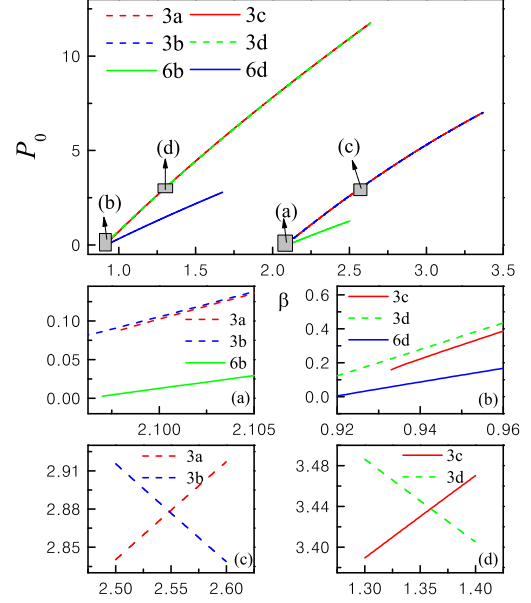 3a 3c
3b 3d
6b 6d
P₀
12
6
0
(d)
(c)
(b)
(a)
1.0 1.5 2.0 2.5 3.0 3.5
β
0.10
0.05
0.00
3a
3b
6b
(a)
2.100 2.105
0.6
0.4
0.2
0.0
3c
3d
6d
(b)
0.92 0.94 0.96
2.91
2.88
2.85
3a
3b
(c)
2.50 2.55 2.60
3.48
3.44
3.40
3c
3d
(d)
1.30 1.35 1.40